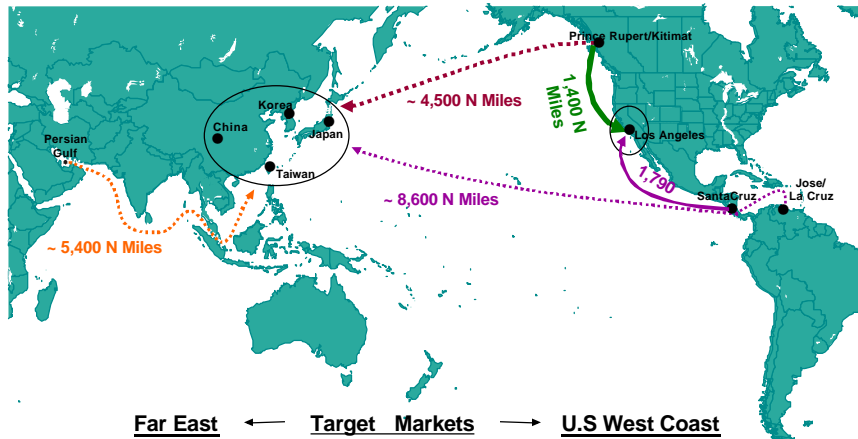 Prince Rupert/Kitimat
Korea
~ 4,500 N Miles
1,400 N
Miles
China
Japan
Los Angeles
Persian
Gulf
Taiwan
1,790
~ 8,600 N Miles
SantaCruz
Jose/
La Cruz
~ 5,400 N Miles
Far East
Target Markets
U.S West Coast